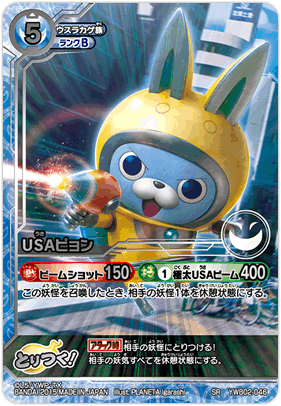 5
ウスラカゲ族
ランクB
USAピョン
ビームショット150
1 極太USAビーム400
この妖怪を召喚したとき、相手の妖怪1体を休憩状態にする。
とりつく!
相手の妖怪にとりつける!
相手の妖気すべてを休憩状態にする。
©L5/YWP・TX
BANDAI 2015 MADE IN JAPAN Illust: PLANETA Igarashi
SR YWB02-046